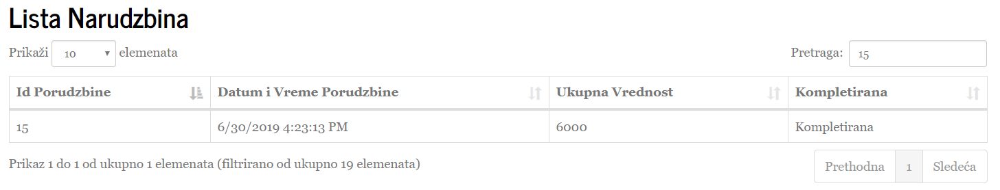 Lista Narudzbina
Prikaži 10 elemenata Pretraga: 15
Id Porudzbine Datum i Vreme Porudzbine Ukupna Vrednost Kompletirana
15 6/30/2019 4:23:13 PM 6000 Kompletirana
Prikaz 1 do 1 od ukupno 1 elemenata (filtrirano od ukupno 19 elemenata) Prethodna 1 Sledeća